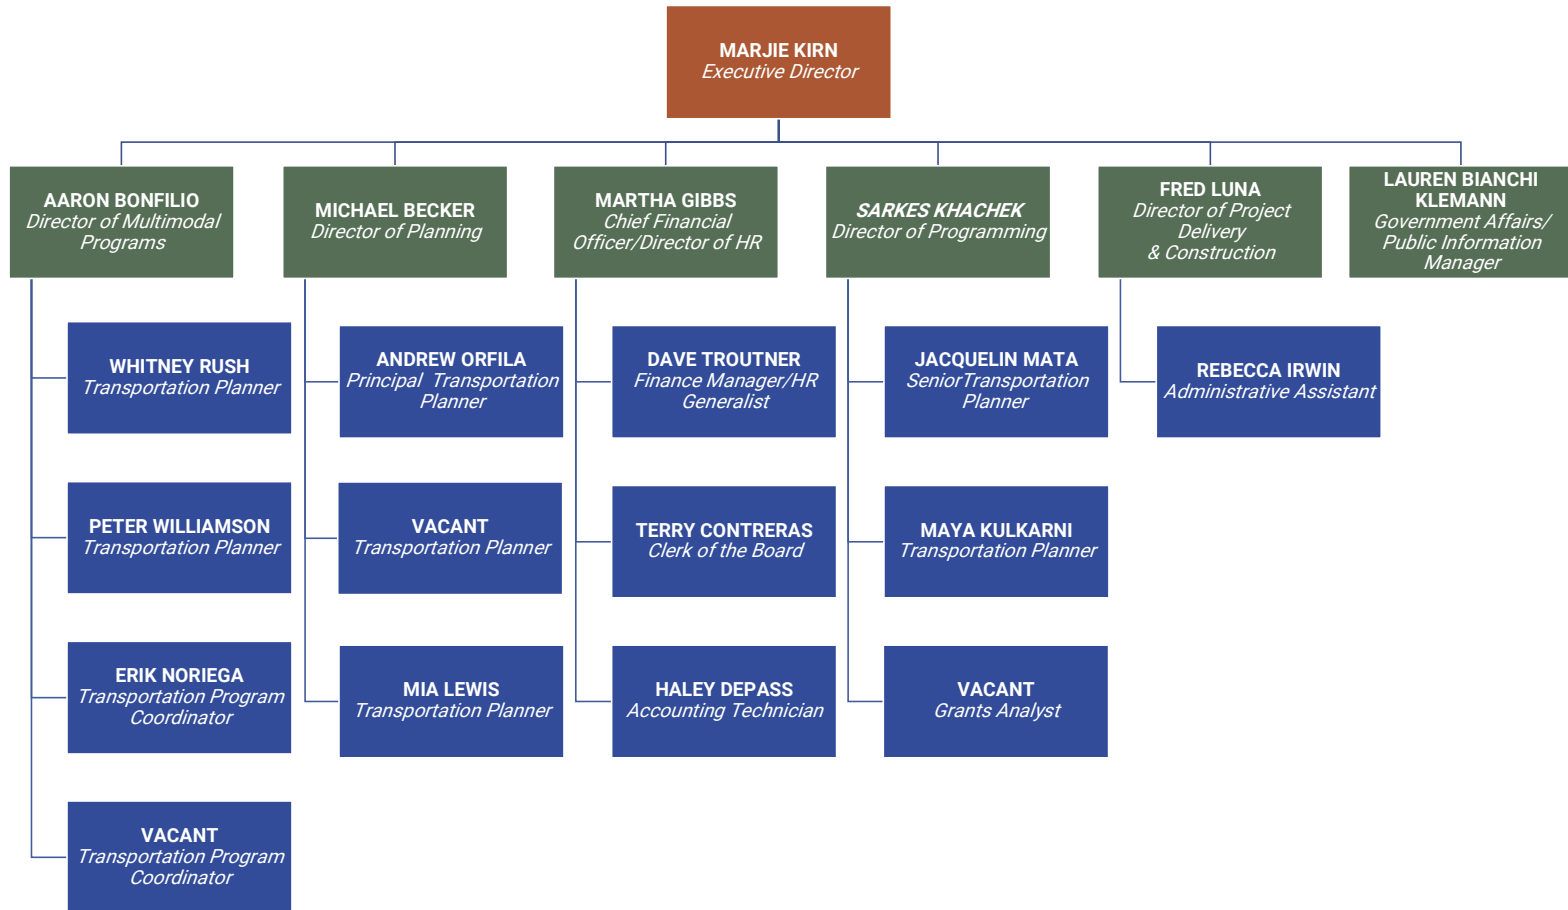 MARJIE KIRN
Executive Director
AARON BONFILIO
Director of Multimodal
Programs
MICHAEL BECKER
Director of Planning
MARTHA GIBBS
Chief Financial
Officer/Director of HR
SARKES KHACHEK
Director of Programming
FRED LUNA
Director of Project
Delivery
& Construction
LAUREN BIANCHI
KLEMANN
Government Affairs/
Public Information
Manager
WHITNEY RUSH
Transportation Planner
PETER WILLIAMSON
Transportation Planner
ERIK NORIEGA
Transportation Program
Coordinator
VACANT
Transportation Program
Coordinator
ANDREW ORFILA
Principal  Transportation
Planner
VACANT
Transportation Planner
MIA LEWIS
Transportation Planner
DAVE TROUTNER
Finance Manager/HR
Generalist
TERRY CONTRERAS
Clerk of the Board
HALEY DEPASS
Accounting Technician
JACQUELIN MATA
SeniorTransportation
Planner
MAYA KULKARNI
Transportation Planner
VACANT
Grants Analyst
REBECCA IRWIN
Administrative Assistant